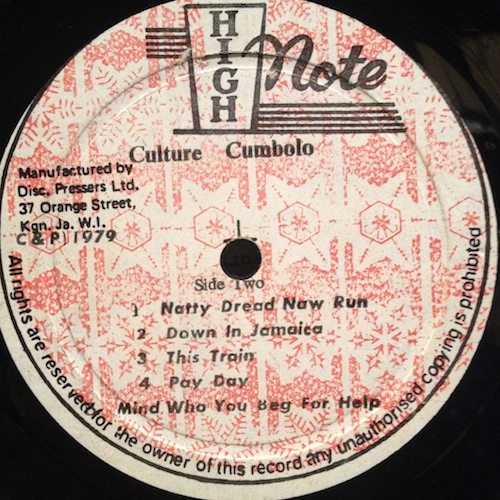 HIGH Note
Culture Cumbolo
Manufactured by
Disc, Pressers Ltd.
37 Orange Street,
Kgn. Ja. W.I.
C & P) 1979
Side Two
1 Natty Dread Naw Run
2 Down In Jamaica
3 This Train
4 Pay Day
Mind Who You Beg For Help
All rights are reserved for the owner of this record any unauthorised copying is prohibited